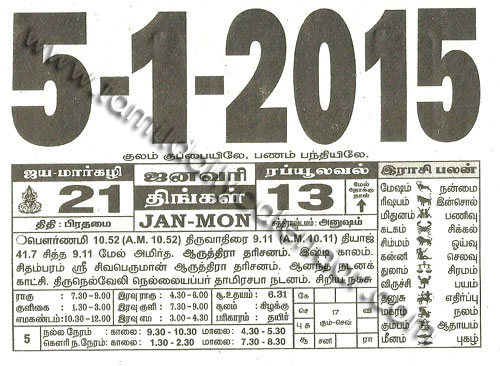 5-1-2015
www.tamildailycalendar.com
குலம் குப்பையிலே. பணம் பந்தியிலே.
ஜய-மார்கழி ஜனவரி ரப்யூலவல் இராசி பலன்
21 திங்கள் 13 மேல் நோக்கு நாள்
திதி : பிரதமை JAN-MON சந்திராஷ்டமம் : அனுஷம்
பௌர்ணமி 10.52 (A.M. 10.52) திருவாதிரை 9.11 (A.M. 10.11) தியாஜ்
41.7 சித்த 9.11 மேல் அமிர்த. ஆருத்திரா தரிசனம். இஷ்டி காலம்.
சிதம்பரம் ஸ்ரீ சிவபெருமான் ஆருத்திரா தரிசனம். ஆனந்த நடனக்
காட்சி. திருநெல்வேலி நெல்லையப்பர் தாமிரசபா நடனம். சிறிய நகசு
ராகு : 7.30-9.00 இரவு ராகு : 4.30-6.00 சூ.உதயம் : 6.31
குளிகை : 1.30-3.00 இரவு குளி : 7.30-9.00 சூலம் : கிழக்கு
எமகண்டம் : 10.30-12.00 இரவு எம : 3.00-4.30 பரிகாரம் : தயிர்
5 நல்ல நேரம் : காலை: 9.30 - 10.30 மாலை: 4.30 - 5.30
கௌரி ந.நேரம்: காலை: 1.30 - 2.30 மாலை: 7.30 - 8.30
கே
செ 17 வி
பு சு கும்-செவ்
சூ சனி ரா
மேஷம் நன்மை
ரிஷபம் இன்சொல்
மிதுனம் பணிவு
கடகம் சிக்கல்
சிம்மம் ஓய்வு
கன்னி செலவு
துலாம் சிரமம்
விருச்சி பயம்
தனுசு எதிர்ப்பு
மகரம் நலம்
கும்பம் ஆதாயம்
மீனம் புகழ்